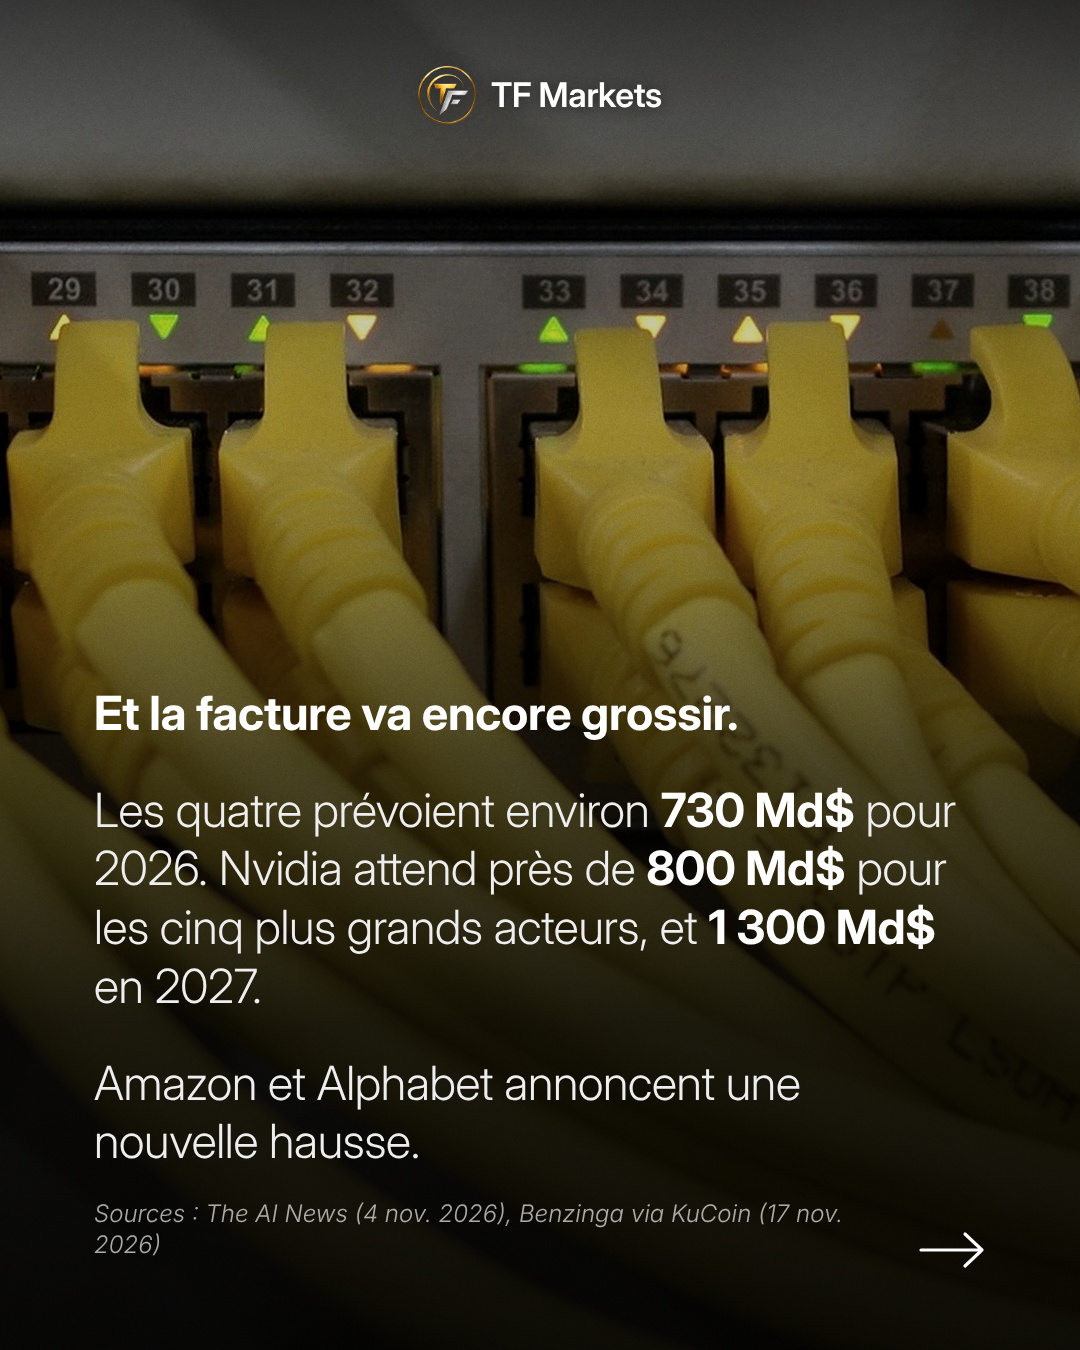 TF Markets
29 30 31 32 33 34 35 36 37 38
Et la facture va encore grossir.
Les quatre prévoient environ 730 Md$ pour
2026. Nvidia attend près de 800 Md$ pour
les cinq plus grands acteurs, et 1 300 Md$
en 2027.
Amazon et Alphabet annoncent une
nouvelle hausse.
Sources : The AI News (4 nov. 2026), Benzinga via KuCoin (17 nov.
2026)